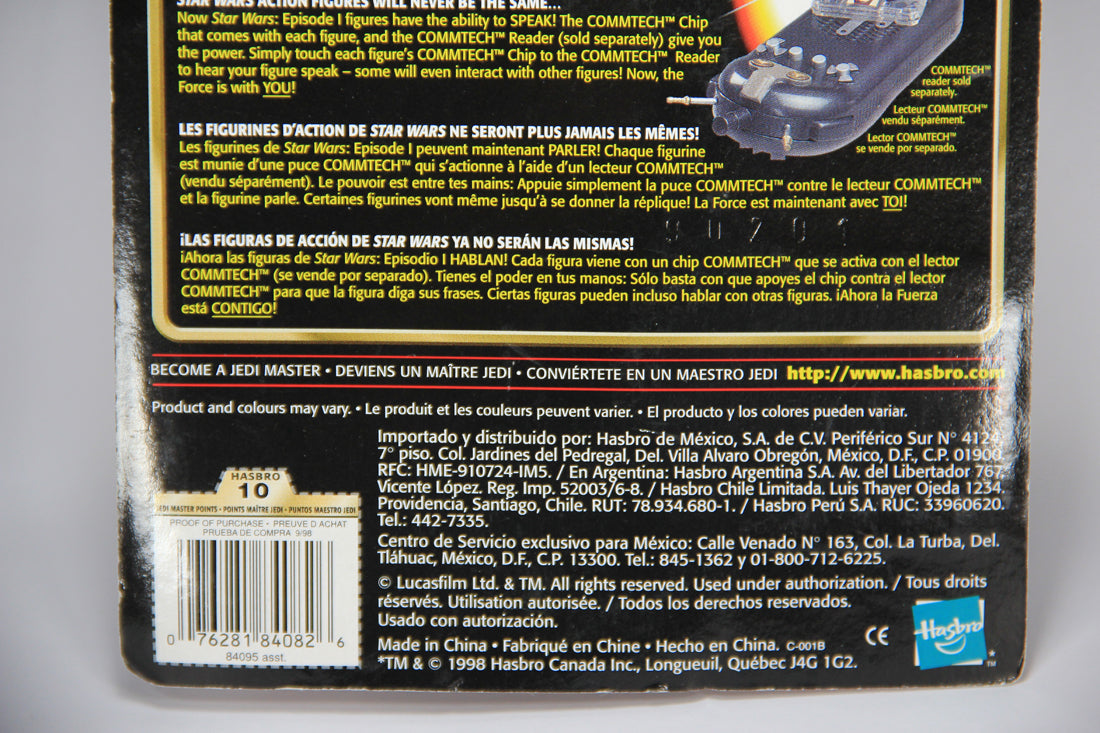 STAR WARS ACTION FIGURES WILL NEVER BE THE SAME...
Now Star Wars: Episode I figures have the ability to SPEAK! The COMMTECH™ Chip
that comes with each figure, and the COMMTECH™ Reader (sold separately) give you
the power. Simply touch each figure's COMMTECH™ Chip to the COMMTECH™ Reader
to hear your figure speak – some will even interact with other figures! Now, the
Force is with YOU!
COMMTECH™
reader sold
separately.
Lecteur COMMTECH™
vendu séparément.
Lector COMMTECH™
se vende por separado.
LES FIGURINES D'ACTION DE STAR WARS NE SERONT PLUS JAMAIS LES MÊMES!
Les figurines de Star Wars: Episode I peuvent maintenant PARLER! Chaque figurine
est munie d'une puce COMMTECH™ qui s'actionne à l'aide d'un lecteur COMMTECH™
(vendu séparément). Le pouvoir est entre tes mains: Appuie simplement la puce COMMTECH™ contre le lecteur COMMTECH™
et la figurine parle. Certaines figurines vont même jusqu'à se donner la réplique! La Force est maintenant avec TOI!
90201
¡LAS FIGURAS DE ACCIÓN DE STAR WARS YA NO SERÁN LAS MISMAS!
¡Ahora las figuras de Star Wars: Episodio I HABLAN! Cada figura viene con un chip COMMTECH™ que se activa con el lector
COMMTECH™ (se vende por separado). Tienes el poder en tus manos: Sólo basta con que apoyes el chip contra el lector
COMMTECH™ para que la figura diga sus frases. Ciertas figuras pueden incluso hablar con otras figuras. ¡Ahora la Fuerza
está CONTIGO!
BECOME A JEDI MASTER • DEVIENS UN MAÎTRE JEDI • CONVIÉRTETE EN UN MAESTRO JEDI http://www.hasbro.com
Product and colours may vary. • Le produit et les couleurs peuvent varier. • El producto y los colores pueden variar.
Importado y distribuido por: Hasbro de México, S.A. de C.V. Periférico Sur N° 4124,
7° piso. Col. Jardines del Pedregal, Del. Villa Alvaro Obregón, México, D.F., C.P. 01900,
RFC: HME-910724-IM5. / En Argentina: Hasbro Argentina S.A. Av. del Libertador 767,
Vicente López. Reg. Imp. 52003/6-8. / Hasbro Chile Limitada. Luis Thayer Ojeda 1234.
Providencia, Santiago, Chile. RUT: 78.934.680-1. / Hasbro Perú S.A. RUC: 33960620.
Tel.: 442-7335.
Centro de Servicio exclusivo para México: Calle Venado N° 163, Col. La Turba, Del.
Tláhuac, México, D.F., C.P. 13300. Tel.: 845-1362 y 01-800-712-6225.
© Lucasfilm Ltd. & TM. All rights reserved. Used under authorization. / Tous droits
réservés. Utilisation autorisée. / Todos los derechos reservados.
Usado con autorización.
Made in China • Fabriqué en Chine • Hecho en China. C-001B
*TM & © 1998 Hasbro Canada Inc., Longueuil, Québec J4G 1G2.
HASBRO
10
JEDI MASTER POINTS • POINTS MAÎTRE JEDI • PUNTOS MAESTRO JEDI
PROOF OF PURCHASE • PREUVE D ACHAT
PRUEBA DE COMPRA 9/98
0 76281 84082 6
84095 asst.
CE
Hasbro
*
™